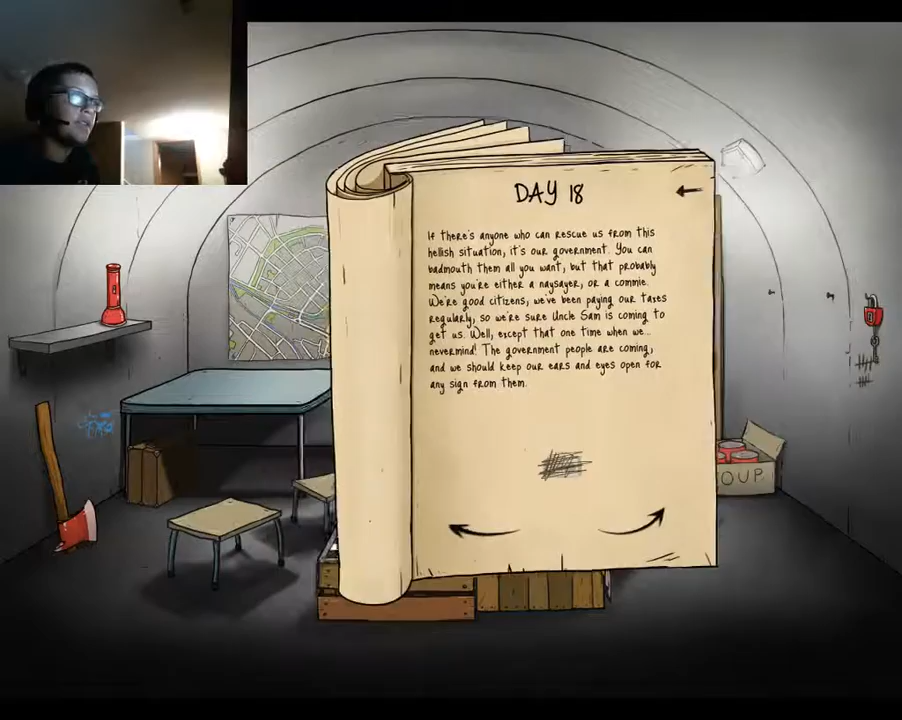 DAY 18
If there's anyone who can rescue us from this
hellish situation, it's our government. You can
badmouth them all you want, but that probably
means you're either a naysayer, or a commie.
We're good citizens, we've been paying our taxes
regularly, so we're sure Uncle Sam is coming to
get us. Well, except that one time when we...
nevermind! The government people are coming,
and we should keep our ears and eyes open for
any sign from them.
OUP